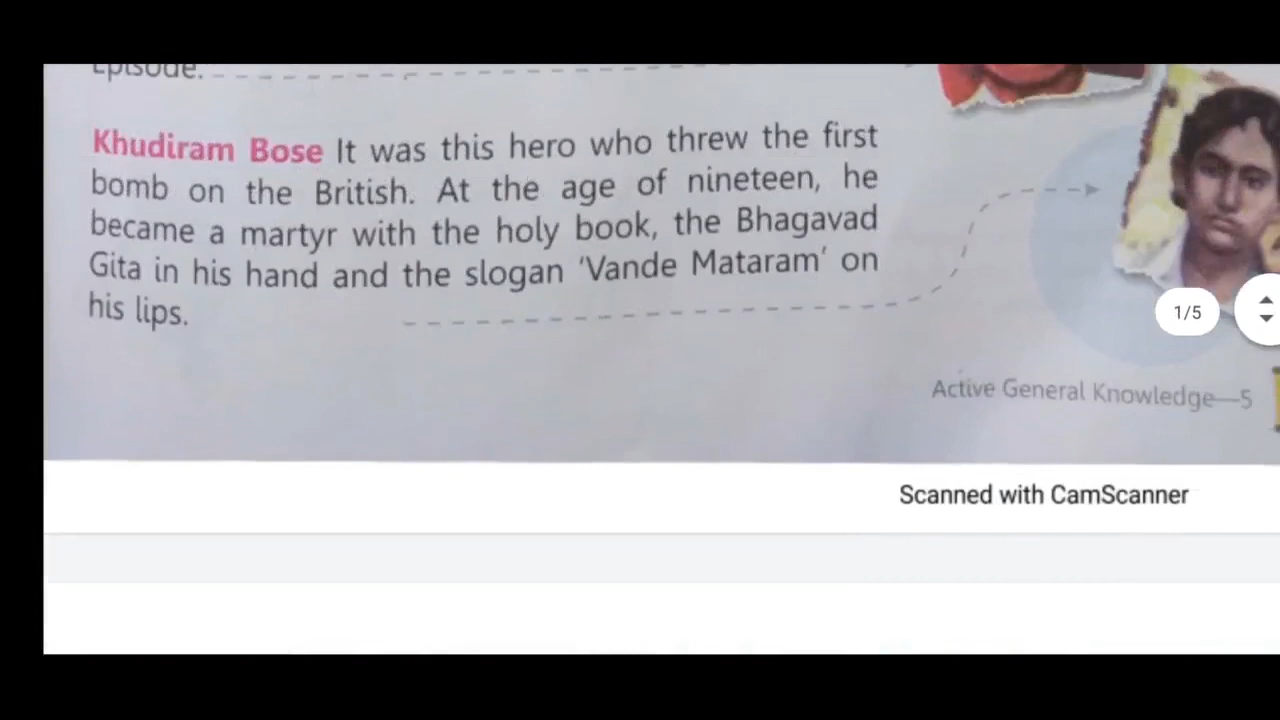 Episode.
Khudiram Bose It was this hero who threw the first
bomb on the British. At the age of nineteen, he
became a martyr with the holy book, the Bhagavad
Gita in his hand and the slogan 'Vande Mataram' on
his lips.
1/5
Active General Knowledge—5
Scanned with CamScanner